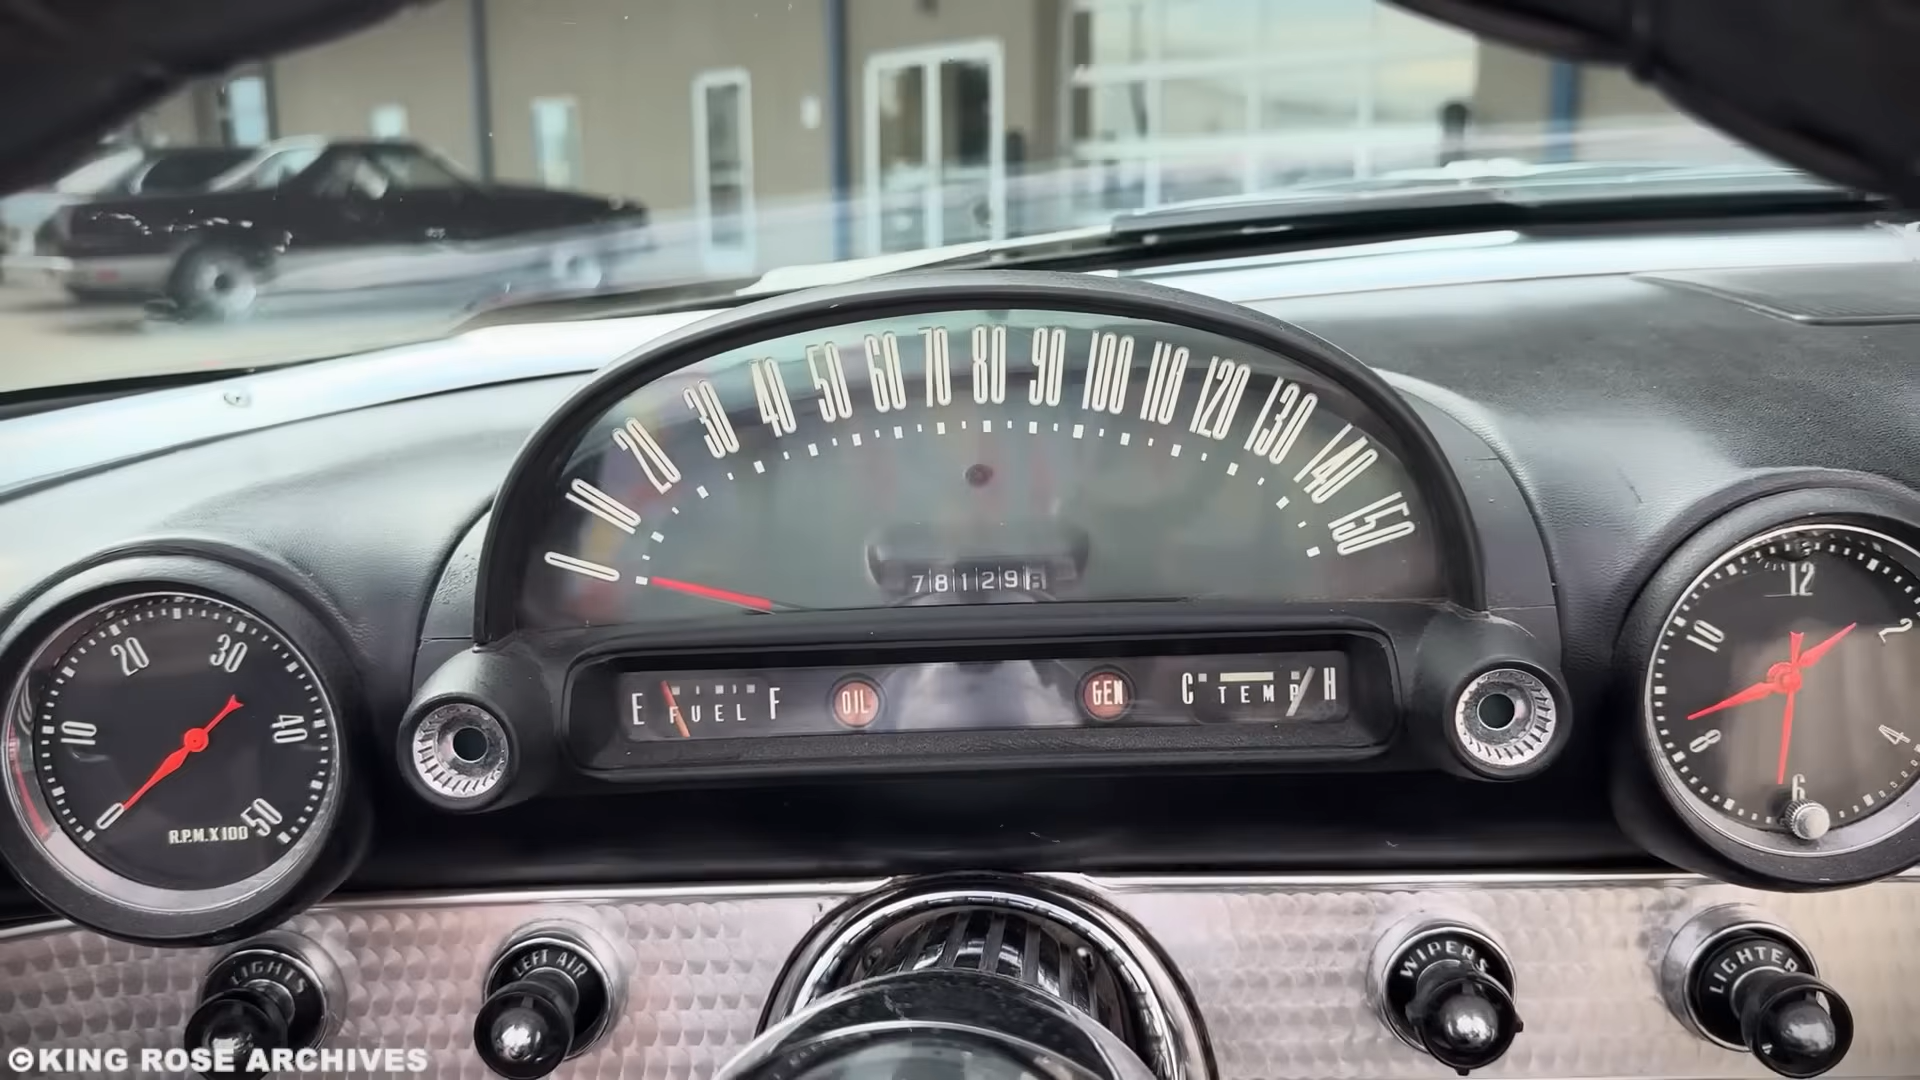 0 10 20 30 40 50 60 70 80 90 100 110 120 130 140 150
78129
0 10 20 30 40 50
R.P.M. X 100
E FUEL F
OIL
GEN
C TEMP H
12
10 2
8 4
6
LIGHTS
LEFT AIR
WIPERS
LIGHTER
©KING ROSE ARCHIVES